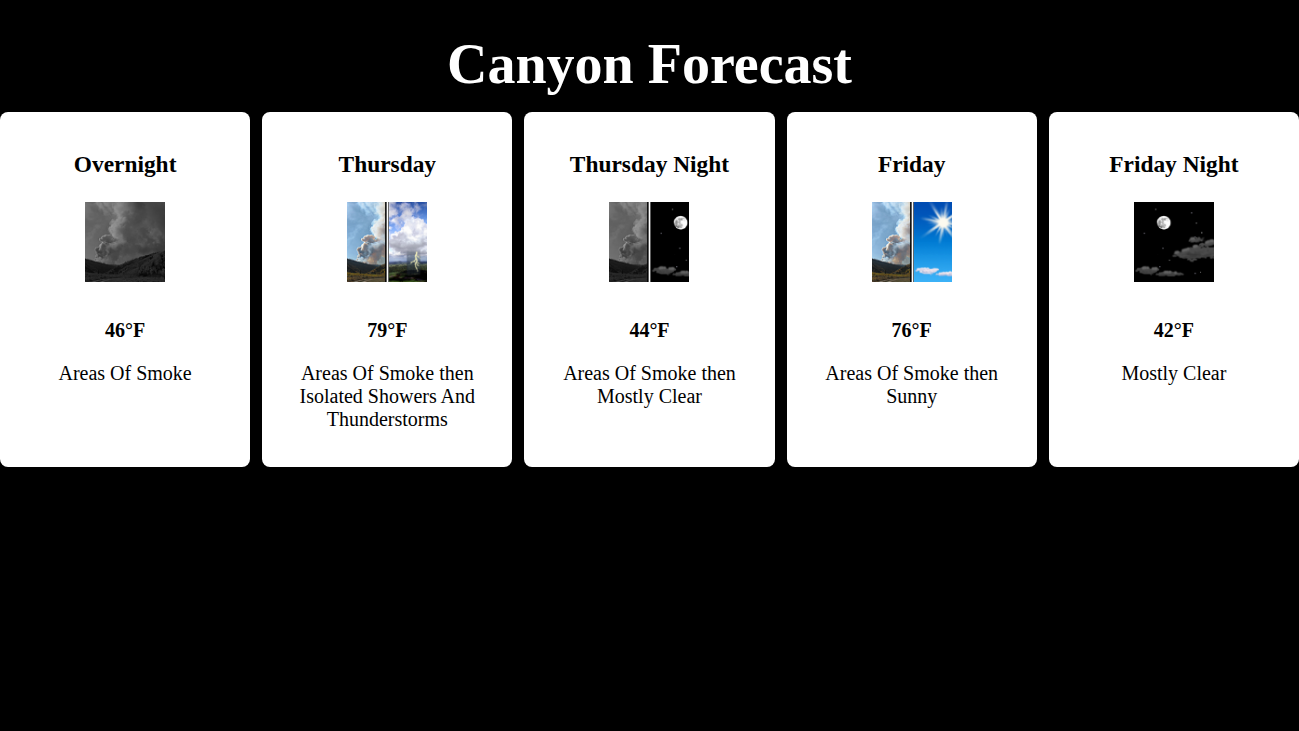 Canyon Forecast
Overnight
46°F
Areas Of Smoke
Thursday
79°F
Areas Of Smoke then
Isolated Showers And
Thunderstorms
Thursday Night
44°F
Areas Of Smoke then
Mostly Clear
Friday
76°F
Areas Of Smoke then
Sunny
Friday Night
42°F
Mostly Clear